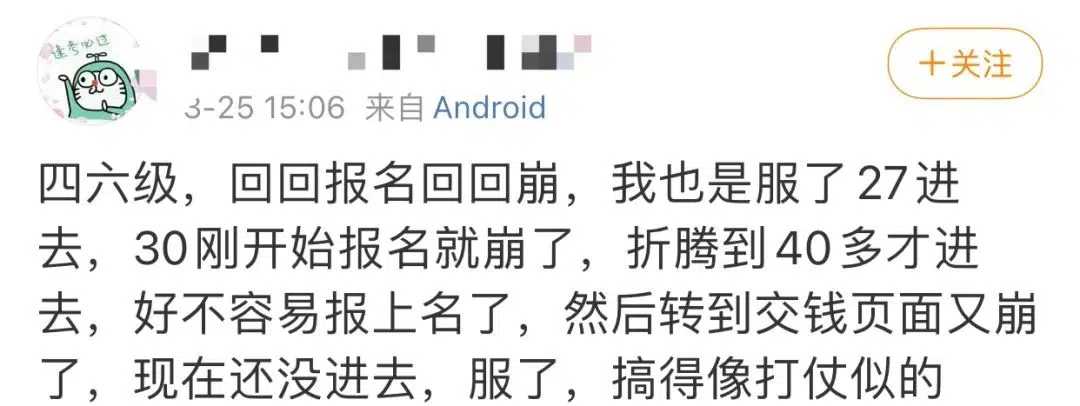 逢考必过
+关注
3-25 15:06 来自 Android
四六级，回回报名回回崩，我也是服了27进
去，30刚开始报名就崩了，折腾到40多才进
去，好不容易报上名了，然后转到交钱页面又崩
了，现在还没进去，服了，搞得像打仗似的